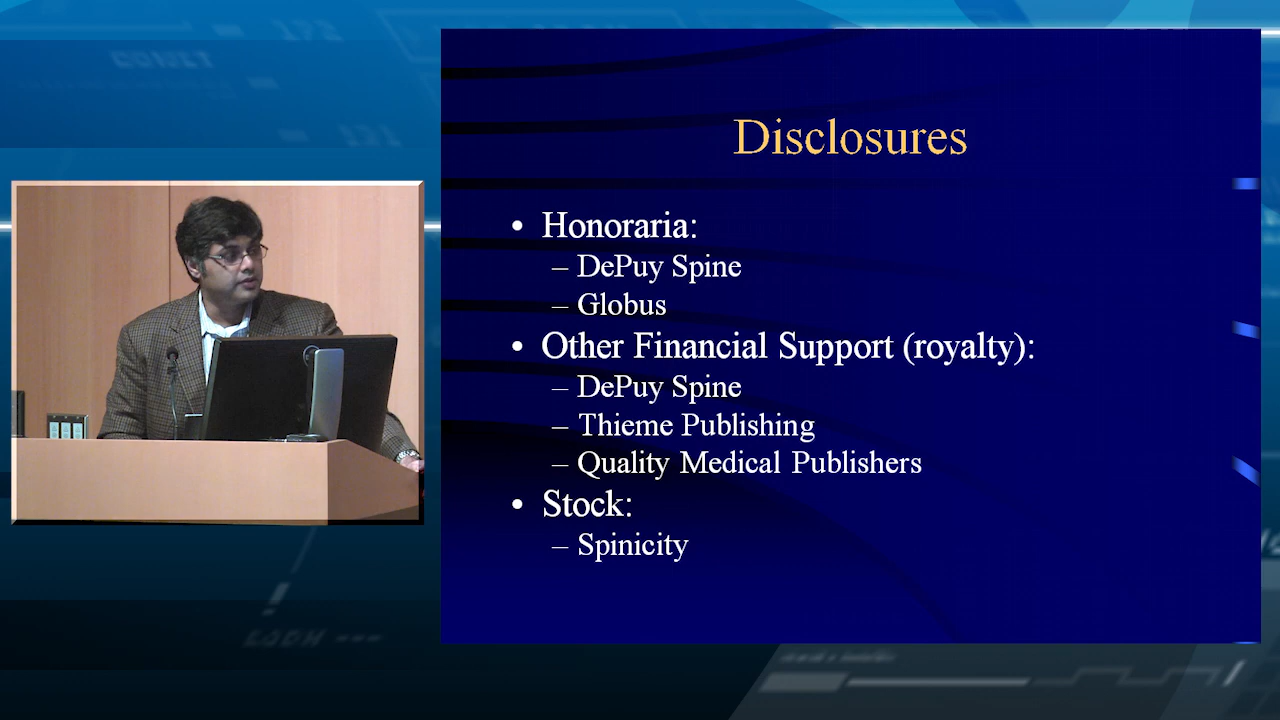 Disclosures
• Honoraria:
– DePuy Spine
– Globus
• Other Financial Support (royalty):
– DePuy Spine
– Thieme Publishing
– Quality Medical Publishers
• Stock:
– Spinicity